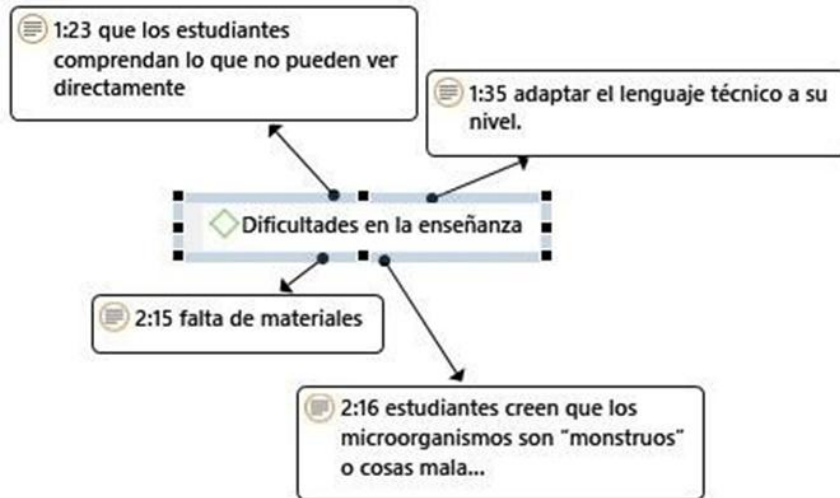 1:23 que los estudiantes
comprendan lo que no pueden ver
directamente
1:35 adaptar el lenguaje técnico a su
nivel.
Dificultades en la enseñanza
2:15 falta de materiales
2:16 estudiantes creen que los
microorganismos son "monstruos"
o cosas mala...